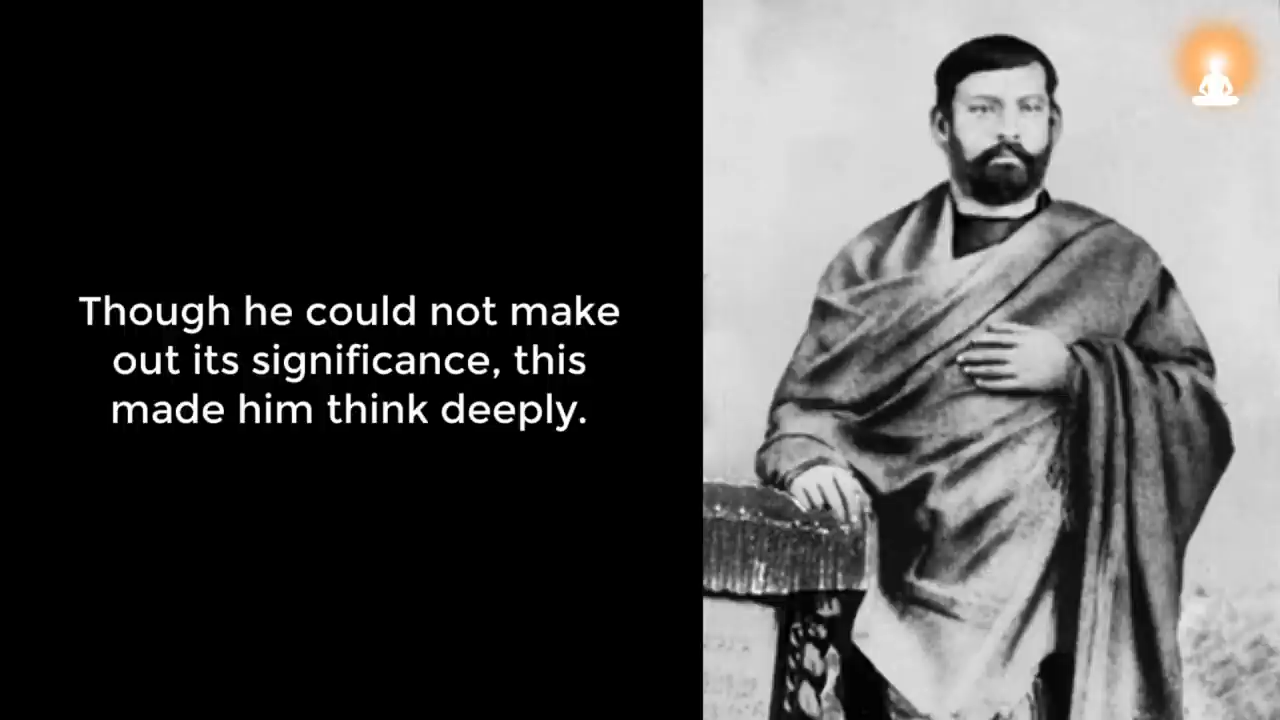 Though he could not make
out its significance, this
made him think deeply.